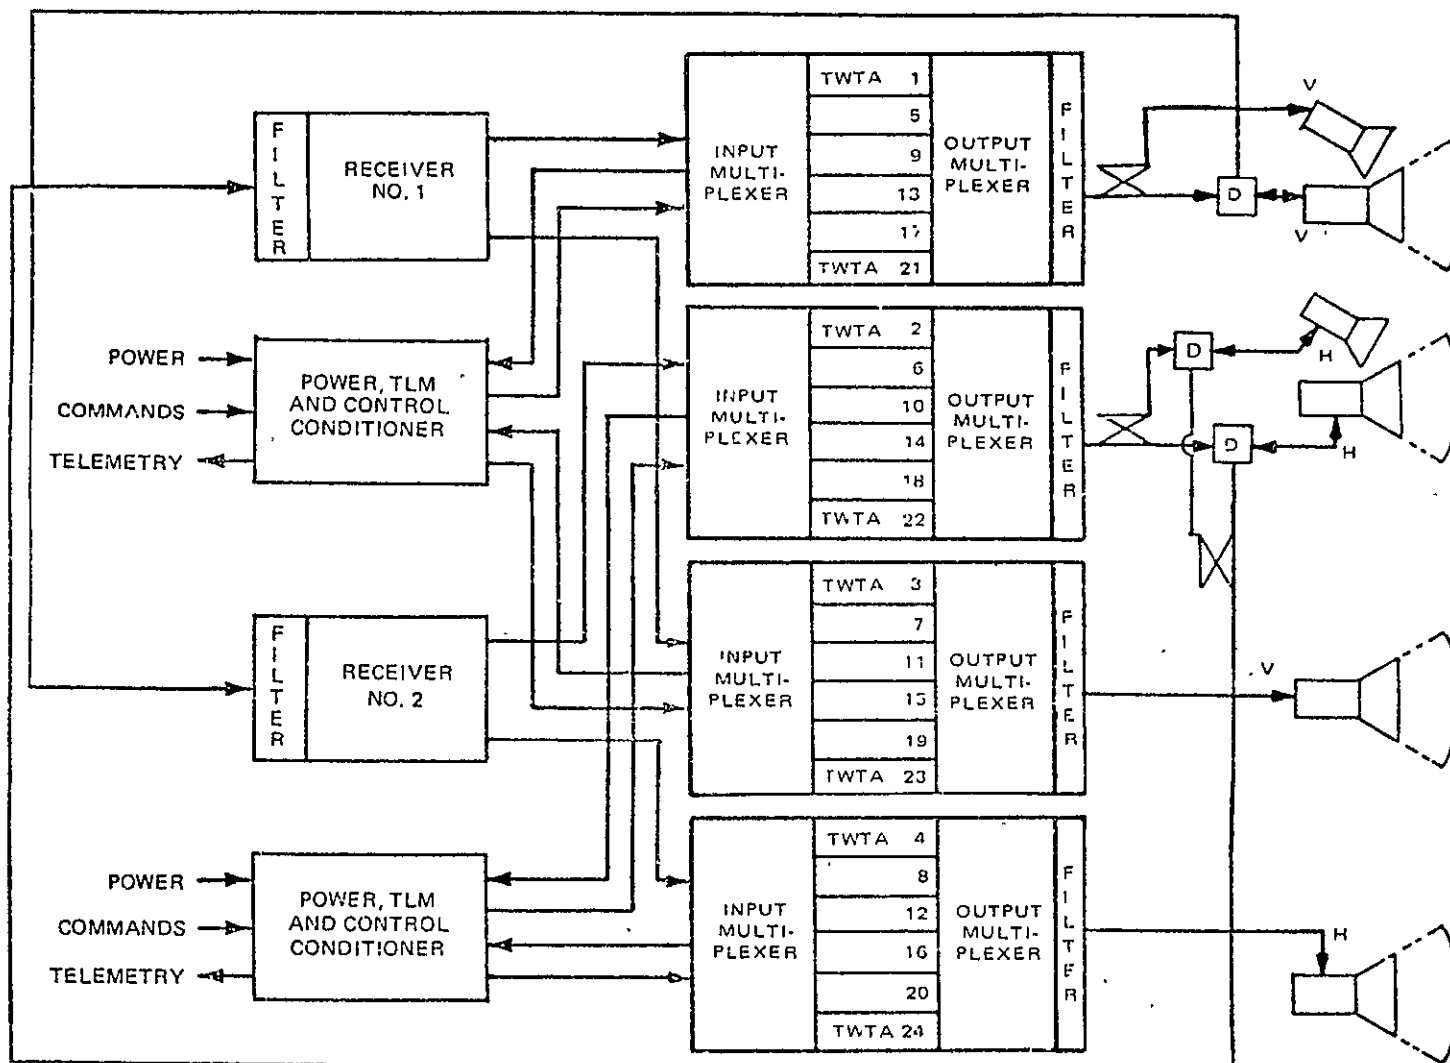 FILTER
RECEIVER
NO. 1
POWER
COMMANDS
TELEMETRY
POWER, TLM
AND CONTROL
CONDITIONER
FILTER
RECEIVER
NO. 2
POWER
COMMANDS
TELEMETRY
POWER, TLM
AND CONTROL
CONDITIONER
INPUT
MULTI-
PLEXER
TWTA 1
5
9
13
17
TWTA 21
OUTPUT
MULTI-
PLEXER
FILTER
V
D
V
INPUT
MULTI-
PLEXER
TWTA 2
6
10
14
18
TWTA 22
OUTPUT
MULTI-
PLEXER
FILTER
D
H
D
H
INPUT
MULTI-
PLEXER
TWTA 3
7
11
15
19
TWTA 23
OUTPUT
MULTI-
PLEXER
FILTER
V
INPUT
MULTI-
PLEXER
TWTA 4
8
12
16
20
TWTA 24
OUTPUT
MULTI-
PLEXER
FILTER
H